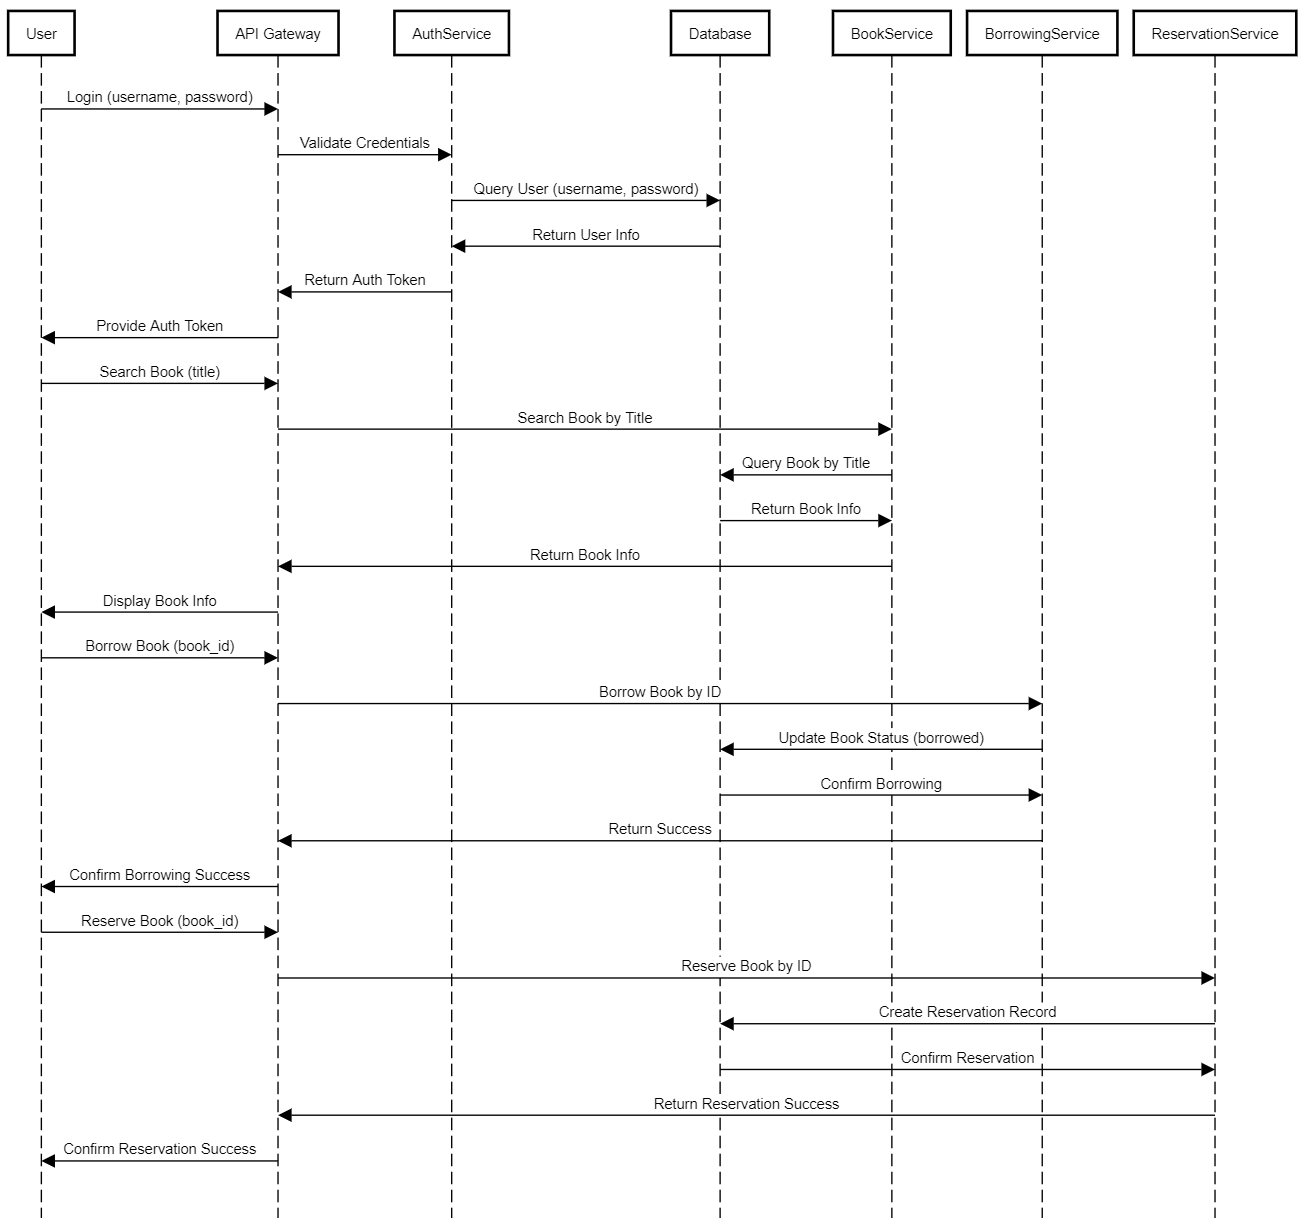 User
API Gateway
AuthService
Database
BookService
BorrowingService
ReservationService
Login (username, password)
Validate Credentials
Query User (username, password)
Return User Info
Return Auth Token
Provide Auth Token
Search Book (title)
Search Book by Title
Query Book by Title
Return Book Info
Return Book Info
Display Book Info
Borrow Book (book_id)
Borrow Book by ID
Update Book Status (borrowed)
Confirm Borrowing
Return Success
Confirm Borrowing Success
Reserve Book (book_id)
Reserve Book by ID
Create Reservation Record
Confirm Reservation
Return Reservation Success
Confirm Reservation Success